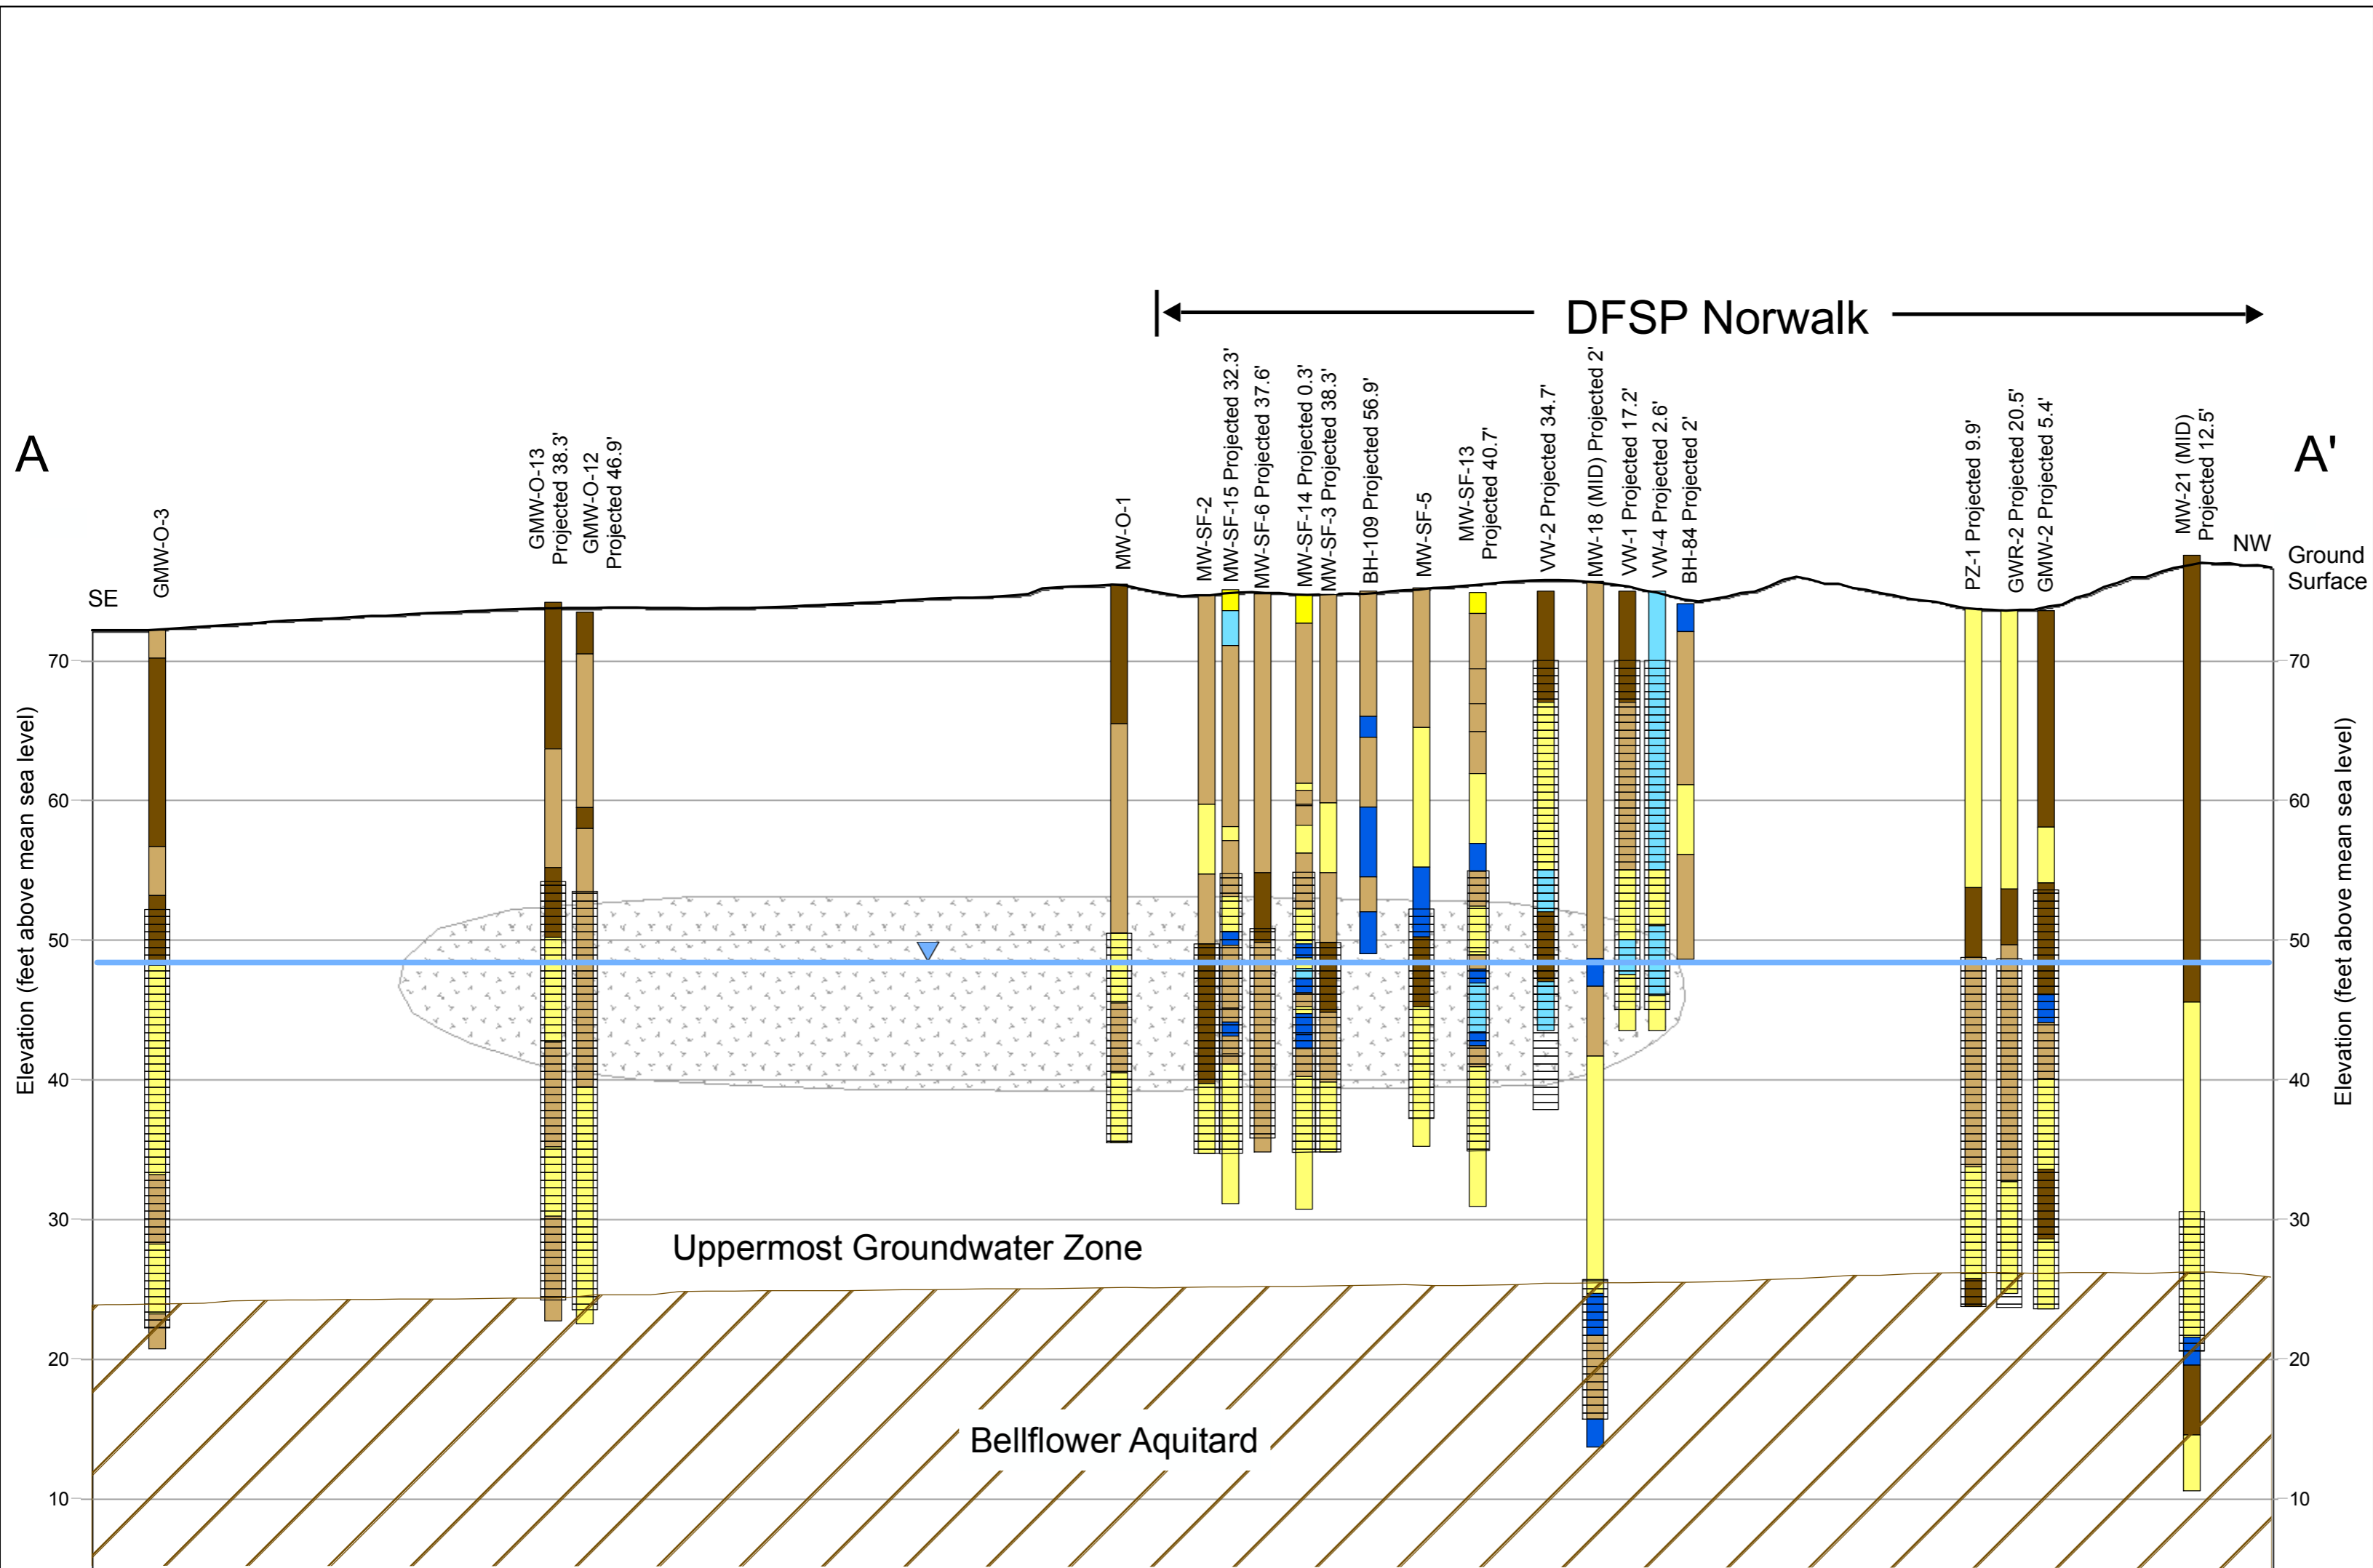 DFSP Norwalk
A
A'
SE
NW
Ground
Surface
GMW-O-3
GMW-O-13
Projected 38.3'
GMW-O-12
Projected 46.9'
MW-O-1
MW-SF-2
MW-SF-15 Projected 32.3'
MW-SF-6 Projected 37.6'
MW-SF-14 Projected 0.3'
MW-SF-3 Projected 38.3'
BH-109 Projected 56.9'
MW-SF-5
MW-SF-13
Projected 40.7'
VW-2 Projected 34.7'
MW-18 (MID) Projected 2'
VW-1 Projected 17.2'
VW-4 Projected 2.6'
BH-84 Projected 2'
PZ-1 Projected 9.9'
GWR-2 Projected 20.5'
GMW-2 Projected 5.4'
MW-21 (MID)
Projected 12.5'
Elevation (feet above mean sea level)
70
60
50
40
30
20
10
70
60
50
40
30
20
10
Elevation (feet above mean sea level)
Uppermost Groundwater Zone
Bellflower Aquitard